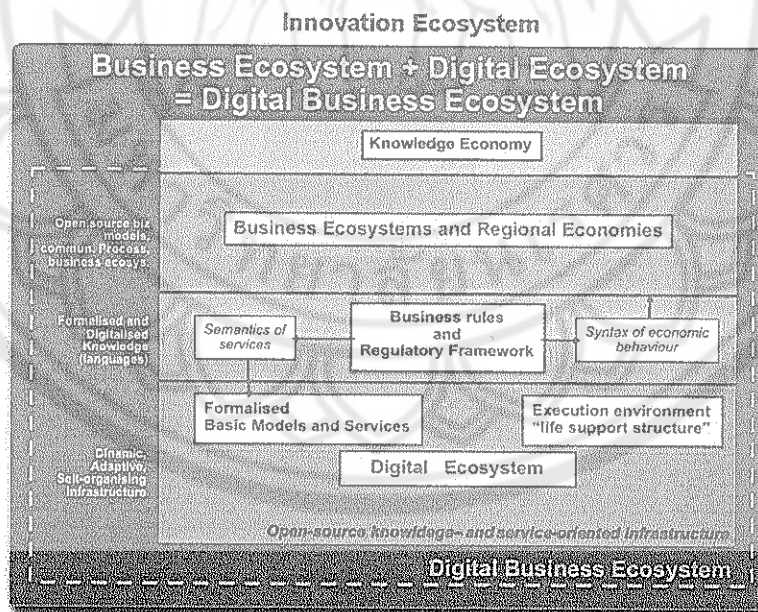 Innovation Ecosystem
Business Ecosystem + Digital Ecosystem
= Digital Business Ecosystem
Knowledge Economy
Open source biz
models,
commun. Process,
business ecosys.
Business Ecosystems and Regional Economies
Formalised and
Digitalised
Knowledge
(languages)
Semantics of
services
Business rules
and
Regulatory Framework
Syntax of economic
behaviour
Formalised
Basic Models and Services
Execution environment
"life support structure"
Dinamic,
Adaptive,
Self-organising
Infrastructure
Digital Ecosystem
Open-source knowldege- and service-oriented infrastructure
Digital Business Ecosystem